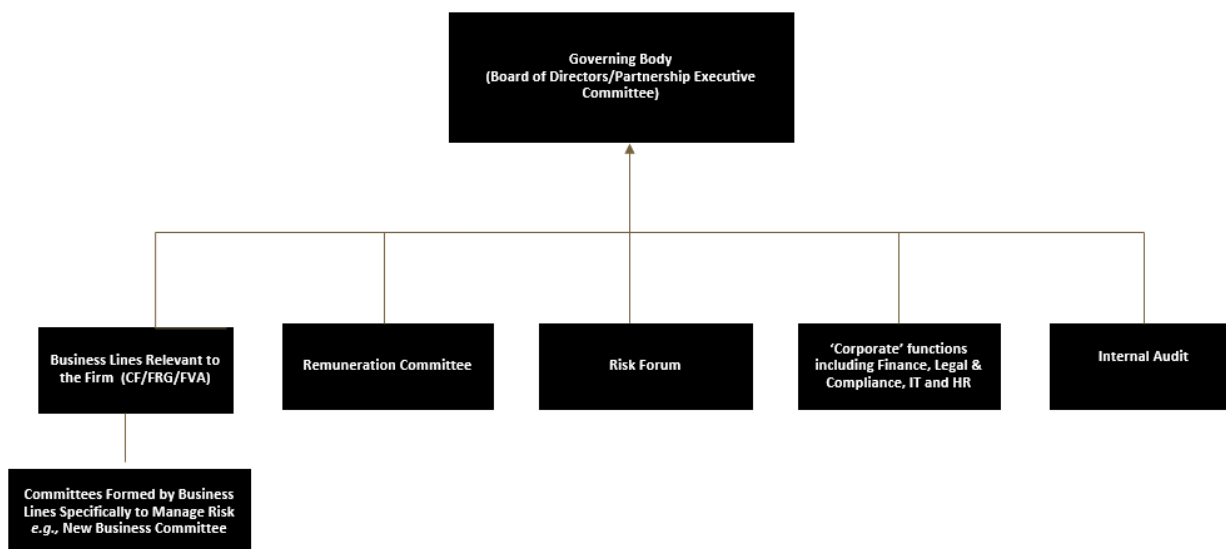 Governing Body
(Board of Directors/Partnership Executive
Committee)
Business Lines Relevant to
the Firm (CF/FRG/FVA)
Remuneration Committee
Risk Forum
‘Corporate’ functions
including Finance, Legal &
Compliance, IT and HR
Internal Audit
Committees Formed by Business
Lines Specifically to Manage Risk
e.g., New Business Committee